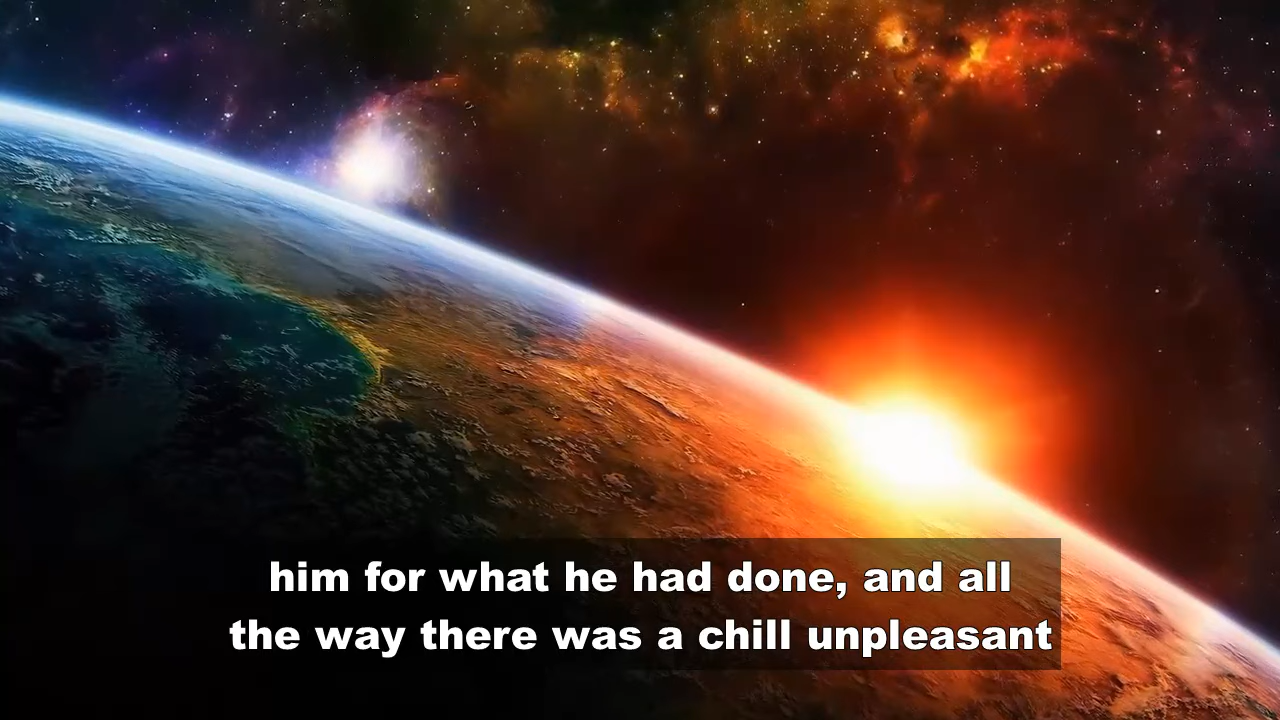 him for what he had done, and all
the way there was a chill unpleasant